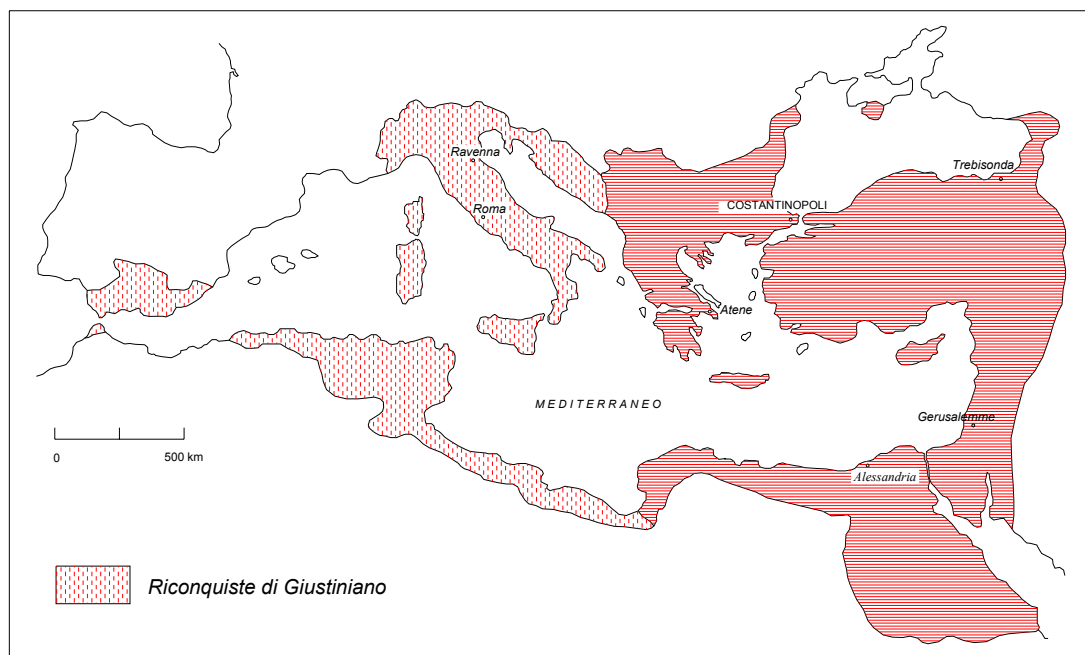 Ravenna
Trebisonda
Roma
COSTANTINOPOLI
Atene
MEDITERRANEO
Gerusalemme
0 500 km
Alessandria
Riconquiste di Giustiniano